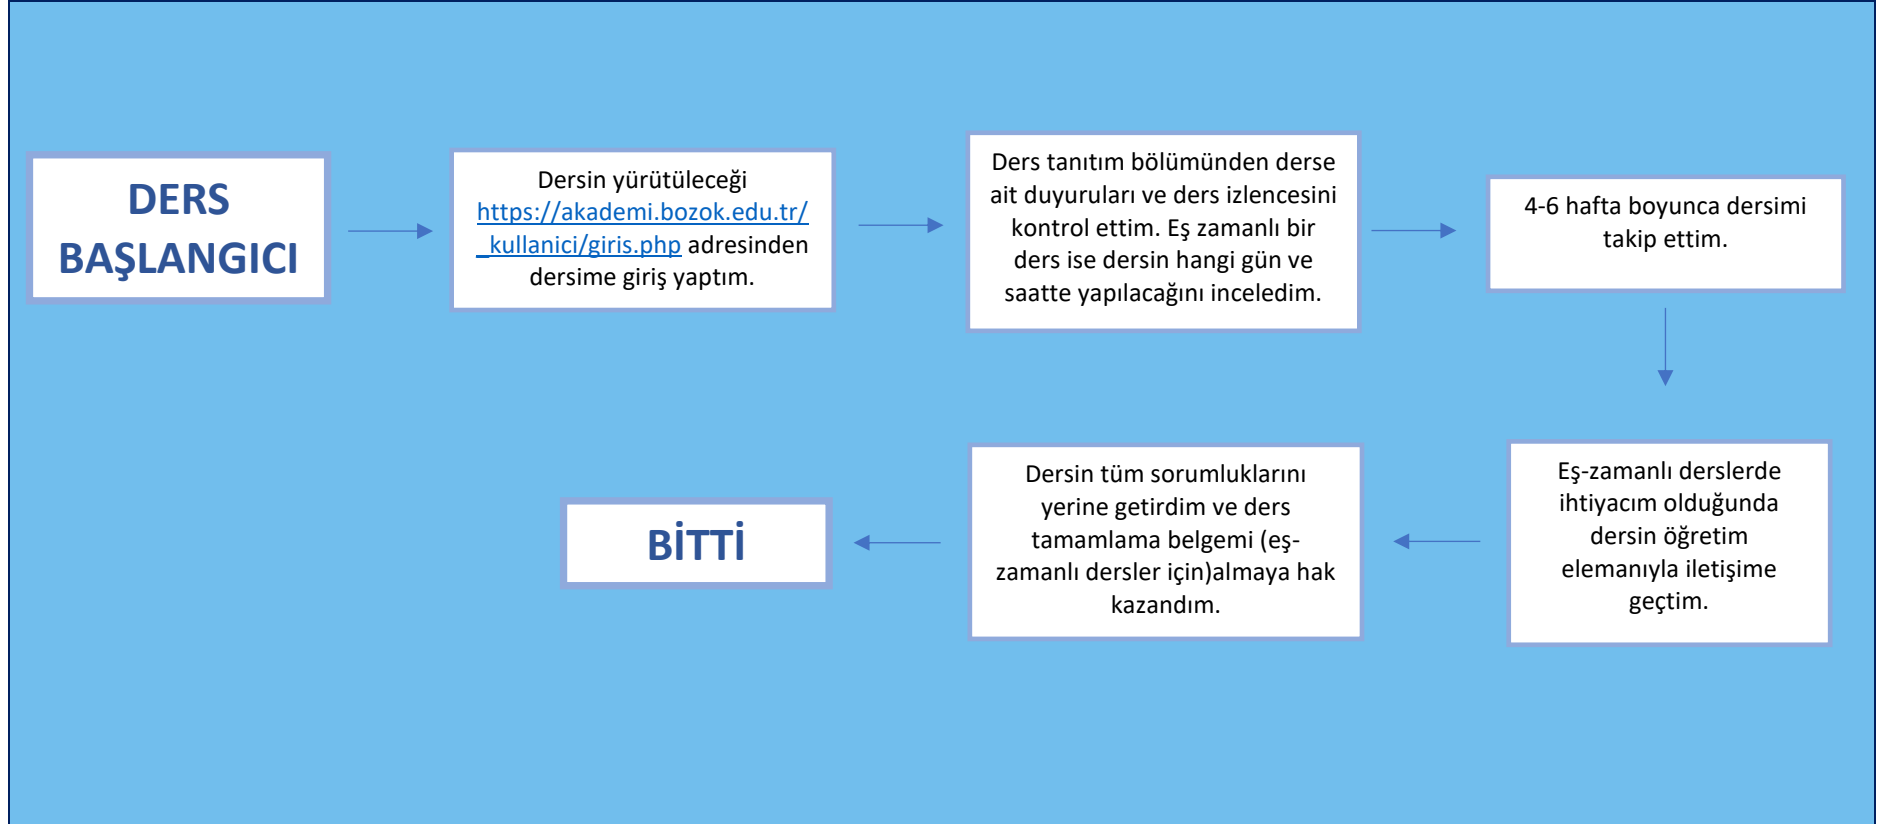 DERS
BAŞLANGICI
Dersin yürütüleceği
https://akademi.bozok.edu.tr/
_kullanici/giris.php adresinden
dersime giriş yaptım.
Ders tanıtım bölümünden derse
ait duyuruları ve ders izlencesini
kontrol ettim. Eş zamanlı bir
ders ise dersin hangi gün ve
saatte yapılacağını inceledim.
4-6 hafta boyunca dersimi
takip ettim.
Eş-zamanlı derslerde
ihtiyacım olduğunda
dersin öğretim
elemanıyla iletişime
geçtim.
Dersin tüm sorumluklarını
yerine getirdim ve ders
tamamlama belgemi (eş-
zamanlı dersler için)almaya hak
kazandım.
BİTTİ